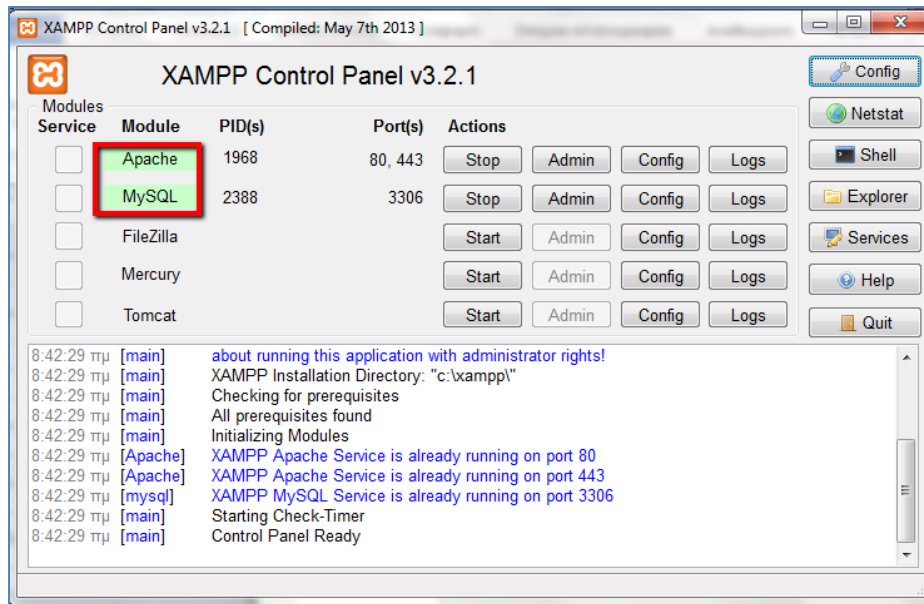 XAMPP Control Panel v3.2.1 [ Compiled: May 7th 2013 ]
XAMPP Control Panel v3.2.1
Config
Modules
Netstat
Service Module PID(s) Port(s) Actions
Apache 1968 80, 443 Stop Admin Config Logs
Shell
MySQL 2388 3306 Stop Admin Config Logs
Explorer
FileZilla Start Admin Config Logs
Services
Mercury Start Admin Config Logs
Help
Tomcat Start Admin Config Logs
Quit
8:42:29 πμ [main] about running this application with administrator rights!
8:42:29 πμ [main] XAMPP Installation Directory: "c:\xampp\"
8:42:29 πμ [main] Checking for prerequisites
8:42:29 πμ [main] All prerequisites found
8:42:29 πμ [main] Initializing Modules
8:42:29 πμ [Apache] XAMPP Apache Service is already running on port 80
8:42:29 πμ [Apache] XAMPP Apache Service is already running on port 443
8:42:29 πμ [mysql] XAMPP MySQL Service is already running on port 3306
8:42:29 πμ [main] Starting Check-Timer
8:42:29 πμ [main] Control Panel Ready